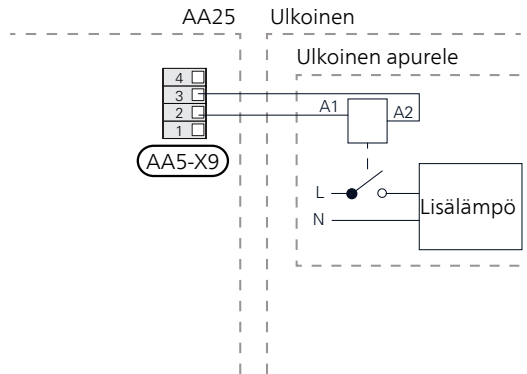 AA25
Ulkoinen
Ulkoinen apurele
4
3
2
1
A1
A2
AA5-X9
L
N
Lisälämpö